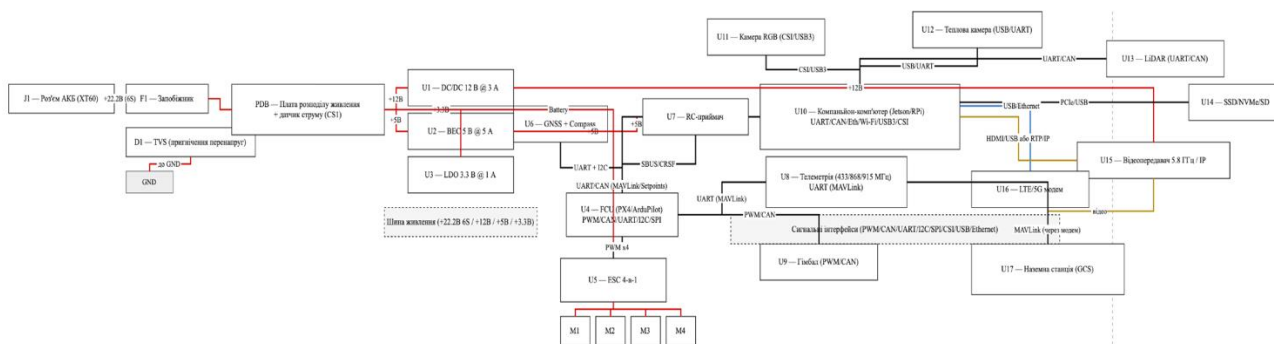 U11 — Камера RGB (CSI/USB3)
U12 — Теплова камера (USB/UART)
U13 — LiDAR (UART/CAN)
UART/CAN
CSI/USB3
USB/UART
J1 — Роз'єм АКБ (XT60)
+22.2В (6S)
F1 — Запобіжник
PDB — Плата розподілу живлення
+ датчик струму (CS1)
+12В
+5В
U1 — DC/DC 12 В @ 3 А
+3.3В
Battery
U2 — BEC 5 В @ 5 А
U6 — GNSS + Compass
+5В
+5В
U7 — RC-приймач
+12В
U10 — Компаньйон-комп'ютер (Jetson/RPi)
UART/CAN/Eth/Wi-Fi/USB3/CSI
USB/Ethernet
PCIe/USB
U14 — SSD/NVMe/SD
HDMI/USB або RTP/IP
D1 — TVS (пригнічення перенапруг)
до GND
GND
U3 — LDO 3.3 В @ 1 А
UART + I2C
SBUS/CRSF
U15 — Відеопередавач 5.8 ГГц / IP
UART/CAN (MAVLink/Setpoints)
U8 — Телеметрія (433/868/915 МГц)
UART (MAVLink)
U16 — LTE/5G модем
U4 — FCU (PX4/ArduPilot)
PWM/CAN/UART/I2C/SPI
UART (MAVLink)
PWM/CAN
відео
Шина живлення (+22.2В 6S / +12В / +5В / +3.3В)
Сигнальні інтерфейси (PWM/CAN/UART/I2C/SPI/CSI/USB/Ethernet)
MAVLink (через модем)
PWM x4
U9 — Гімбал (PWM/CAN)
U17 — Наземна станція (GCS)
U5 — ESC 4-в-1
M1
M2
M3
M4